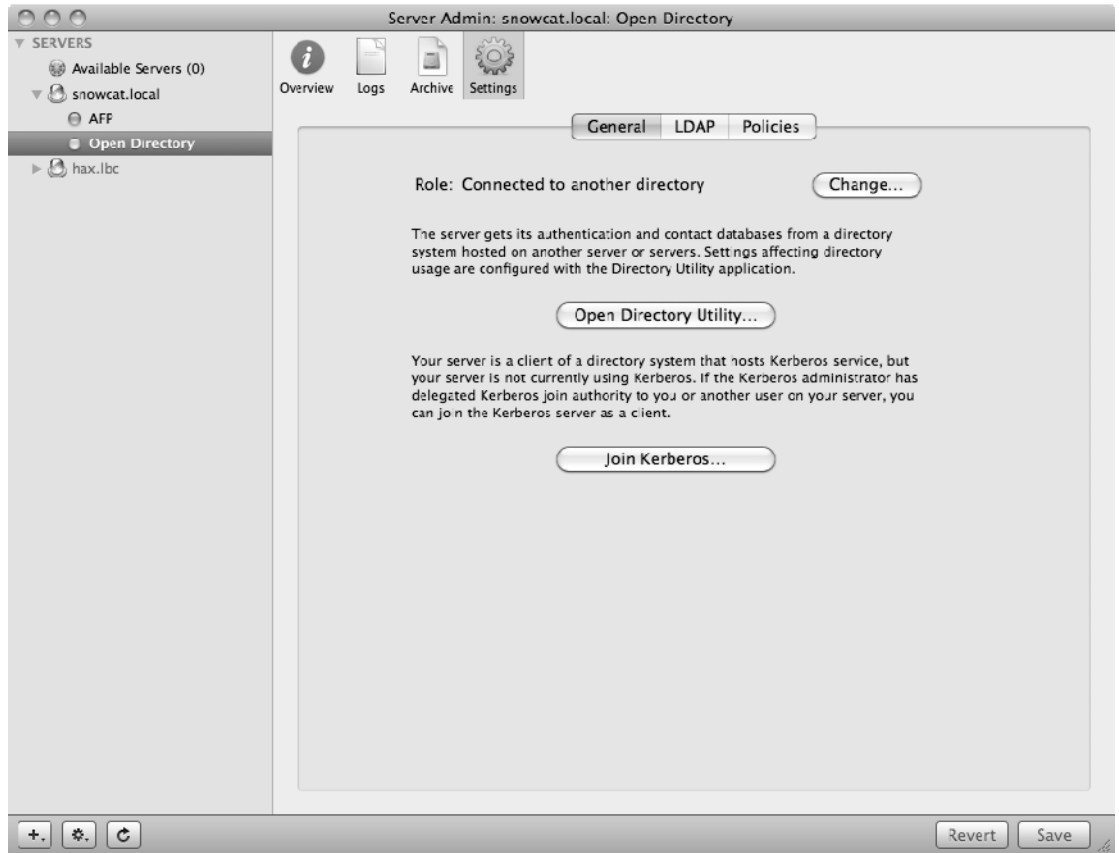 Server Admin: snowcat.local: Open Directory
SERVERS
Available Servers (0)
snowcat.local
AFP
Open Directory
hax.lbc
Overview Logs Archive Settings
General LDAP Policies
Role: Connected to another directory Change...
The server gets its authentication and contact databases from a directory
system hosted on another server or servers. Settings affecting directory
usage are configured with the Directory Utility application.
Open Directory Utility...
Your server is a client of a directory system that hosts Kerberos service, but
your server is not currently using Kerberos. If the Kerberos administrator has
delegated Kerberos join authority to you or another user on your server, you
can join the Kerberos server as a client.
Join Kerberos...
Revert Save